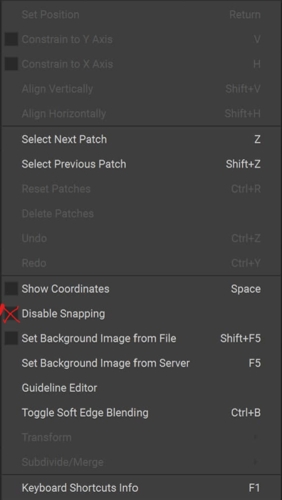 Set Position Return
Constrain to Y Axis V
Constrain to X Axis H
Align Vertically Shift+V
Align Horizontally Shift+H
Select Next Patch Z
Select Previous Patch Shift+Z
Reset Patches Ctrl+R
Delete Patches
Undo Ctrl+Z
Redo Ctrl+Y
Show Coordinates Space
Disable Snapping
Set Background Image from File Shift+F5
Set Background Image from Server F5
Guideline Editor
Toggle Soft Edge Blending Ctrl+B
Transform
Subdivide/Merge
Keyboard Shortcuts Info F1